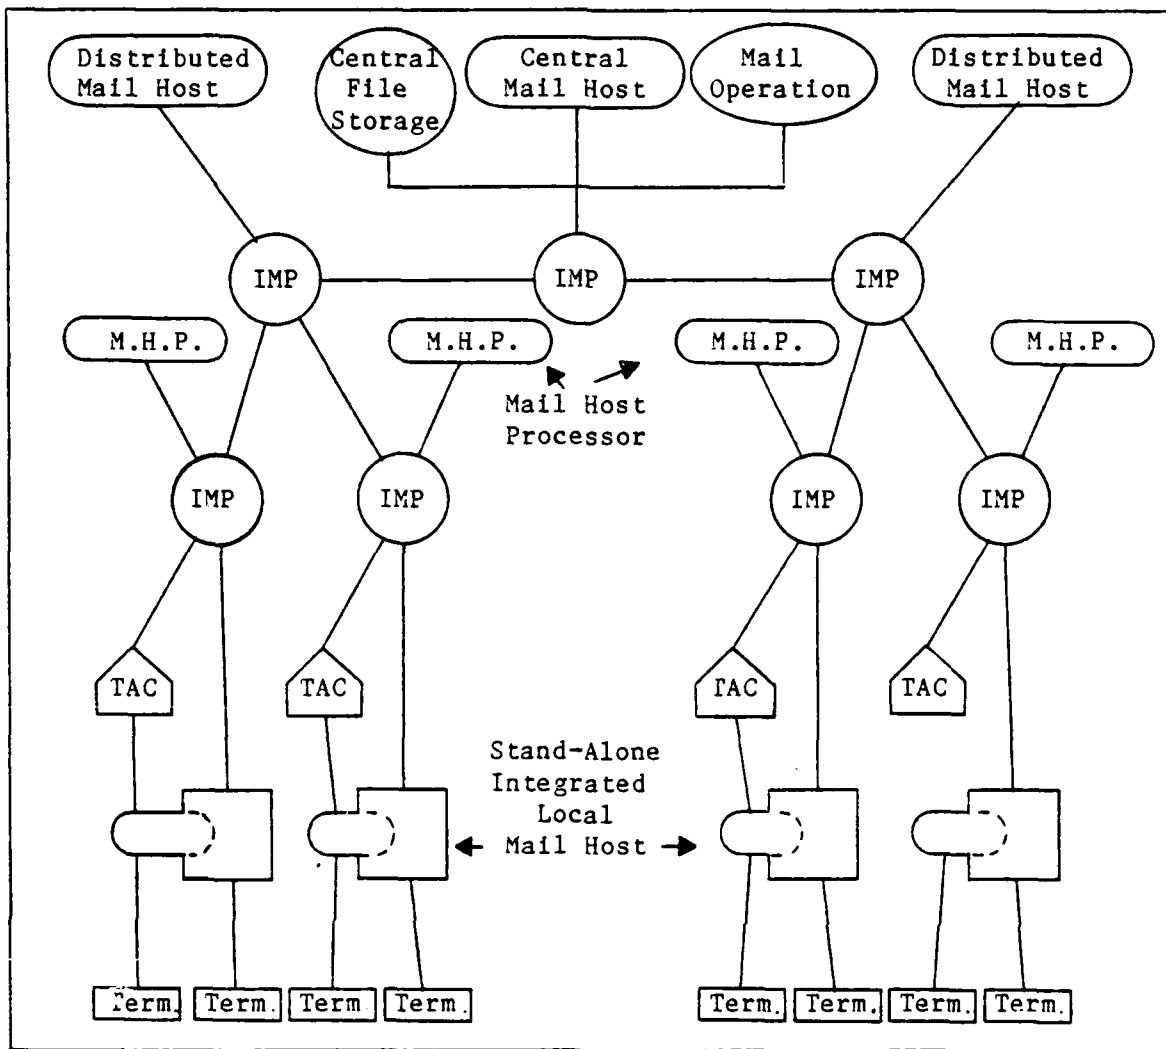 Distributed
Mail Host
Central
File
Storage
Central
Mail Host
Mail
Operation
Distributed
Mail Host
IMP
IMP
IMP
M.H.P.
M.H.P.
M.H.P.
M.H.P.
Mail Host
Processor
IMP
IMP
IMP
IMP
TAC
TAC
TAC
TAC
Stand-Alone
Integrated
Local
Mail Host
Term.
Term.
Term.
Term.
Term.
Term.
Term.
Term.